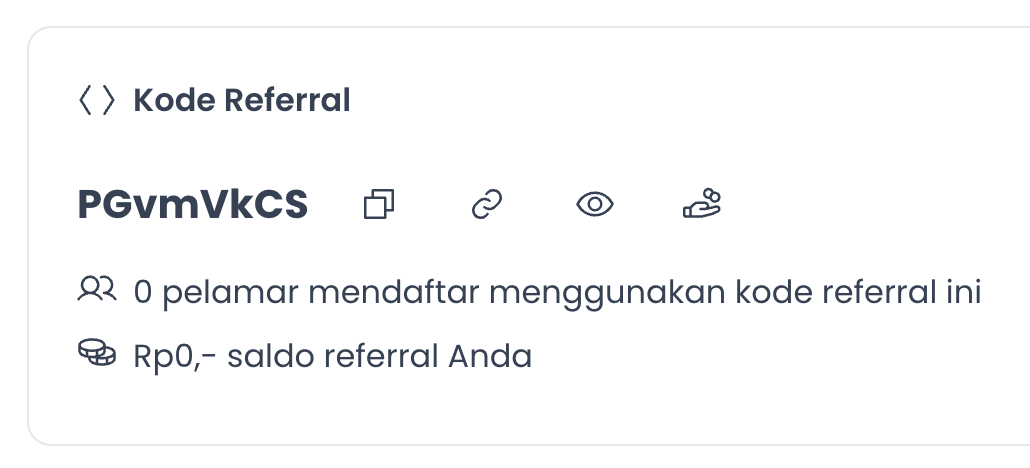 Kode Referral
PGvmVkCS
0 pelamar mendaftar menggunakan kode referral ini
Rp0,- saldo referral Anda